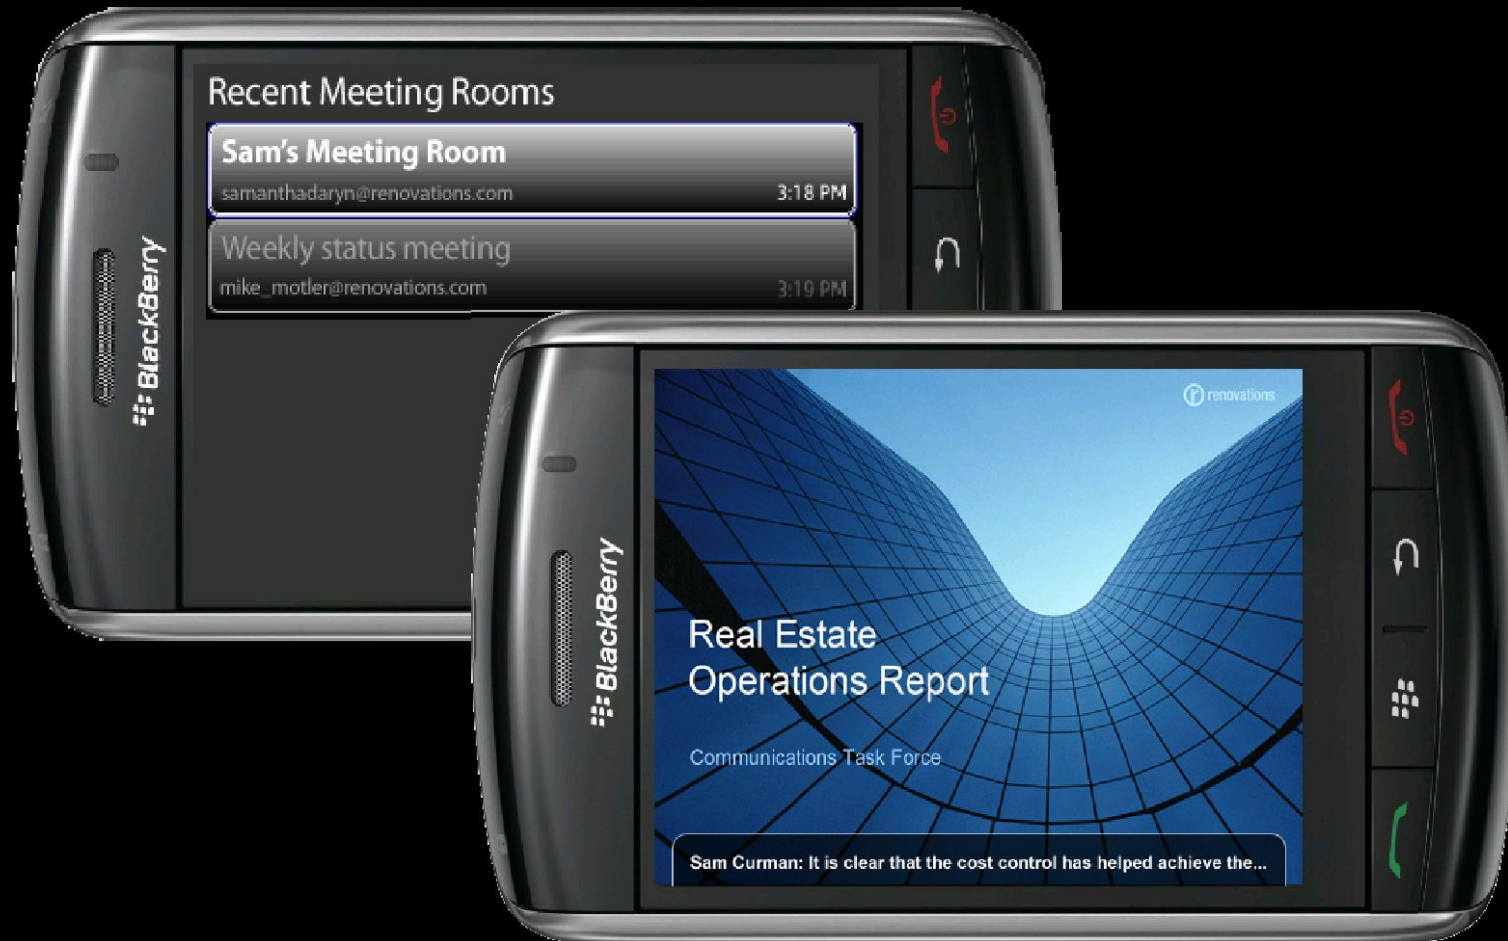 Recent Meeting Rooms
Sam's Meeting Room
samanthadaryn@renovations.com 3:18 PM
Weekly status meeting
mike_motler@renovations.com 3:19 PM
BlackBerry
renovations
Real Estate
Operations Report
Communications Task Force
Sam Curman: It is clear that the cost control has helped achieve the...
BlackBerry